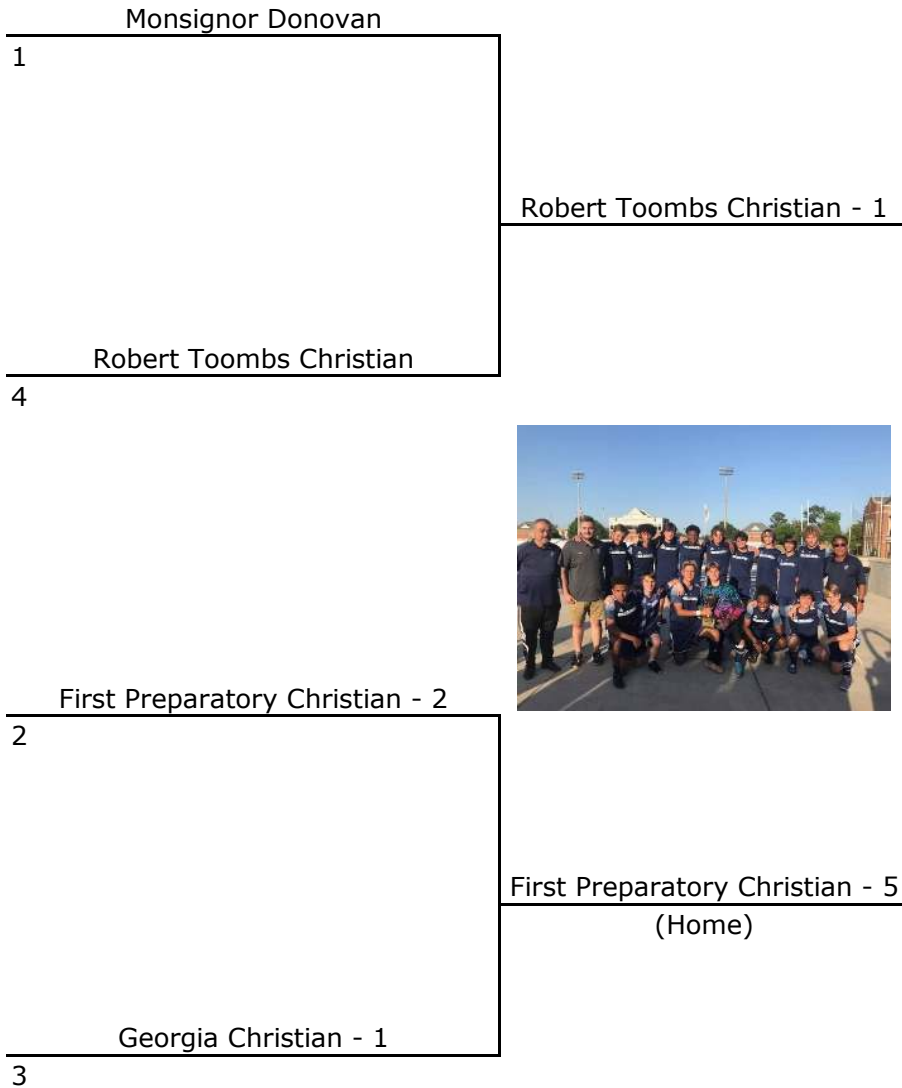 Monsignor Donovan
1
Robert Toombs Christian - 1
Robert Toombs Christian
4
First Preparatory Christian - 2
2
First Preparatory Christian - 5
(Home)
Georgia Christian - 1
3